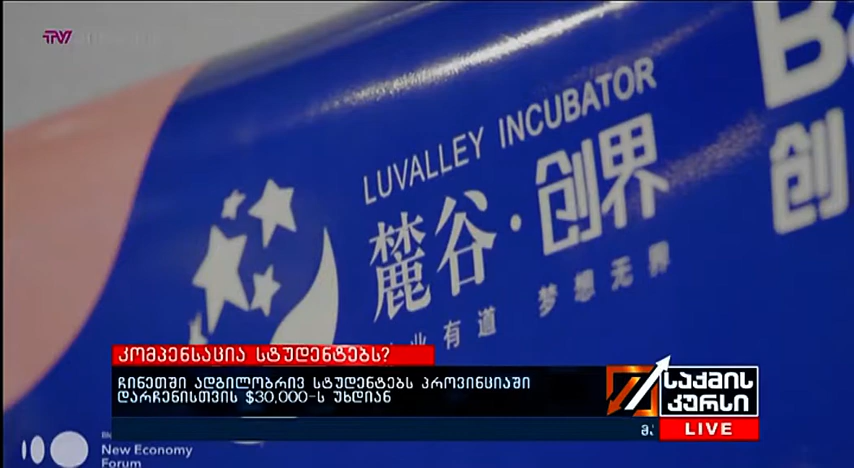 LUVALLEY INCUBATOR
麓谷·创界
业有道 梦想无界
创
კომპენსაცია სტუდენტებს?
ჩინეთში ადგილობრივ სტუდენტებს პროვინციაში
დარჩენისთვის $30,000-ს უხდიან
საქმის
კურსი
LIVE
New Economy
Forum